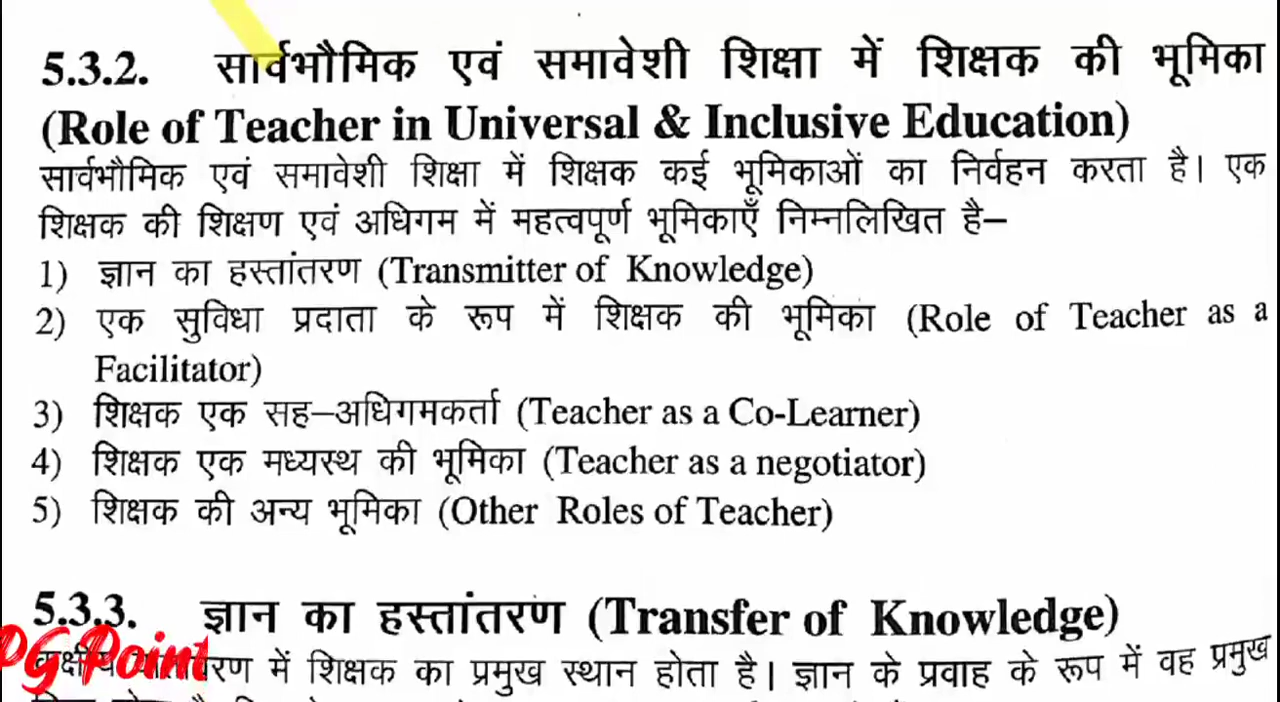 5.3.2. सार्वभौमिक एवं समावेशी शिक्षा में शिक्षक की भूमिका
(Role of Teacher in Universal & Inclusive Education)
सार्वभौमिक एवं समावेशी शिक्षा में शिक्षक कई भूमिकाओं का निर्वहन करता है। एक
शिक्षक की शिक्षण एवं अधिगम में महत्वपूर्ण भूमिकाएँ निम्नलिखित है–
1) ज्ञान का हस्तांतरण (Transmitter of Knowledge)
2) एक सुविधा प्रदाता के रूप में शिक्षक की भूमिका (Role of Teacher as a
Facilitator)
3) शिक्षक एक सह–अधिगमकर्ता (Teacher as a Co-Learner)
4) शिक्षक एक मध्यस्थ की भूमिका (Teacher as a negotiator)
5) शिक्षक की अन्य भूमिका (Other Roles of Teacher)
5.3.3. ज्ञान का हस्तांतरण (Transfer of Knowledge)
PG Point
में शिक्षक का प्रमुख स्थान होता है। ज्ञान के प्रवाह के रूप में वह प्रमुख